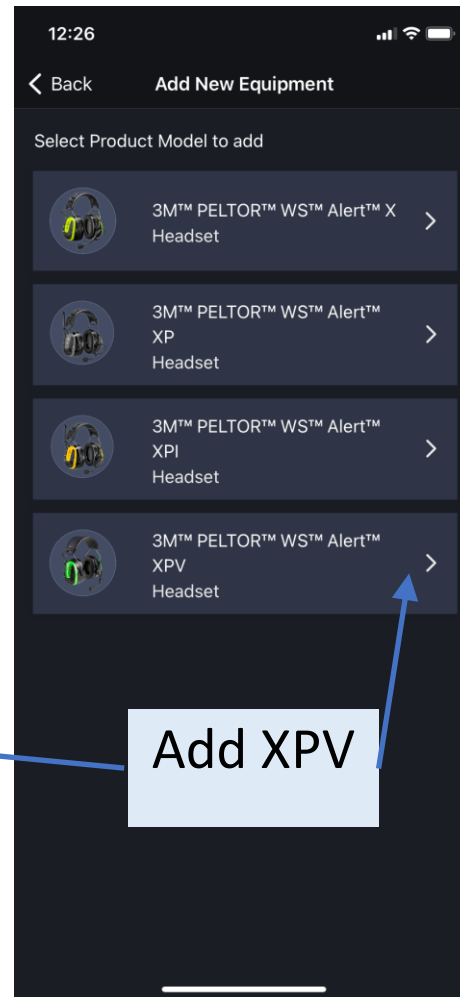 12:26
Back Add New Equipment
Select Product Model to add
3M™ PELTOR™ WS™ Alert™ X
Headset
3M™ PELTOR™ WS™ Alert™
XP
Headset
3M™ PELTOR™ WS™ Alert™
XPI
Headset
3M™ PELTOR™ WS™ Alert™
XPV
Headset
Add XPV